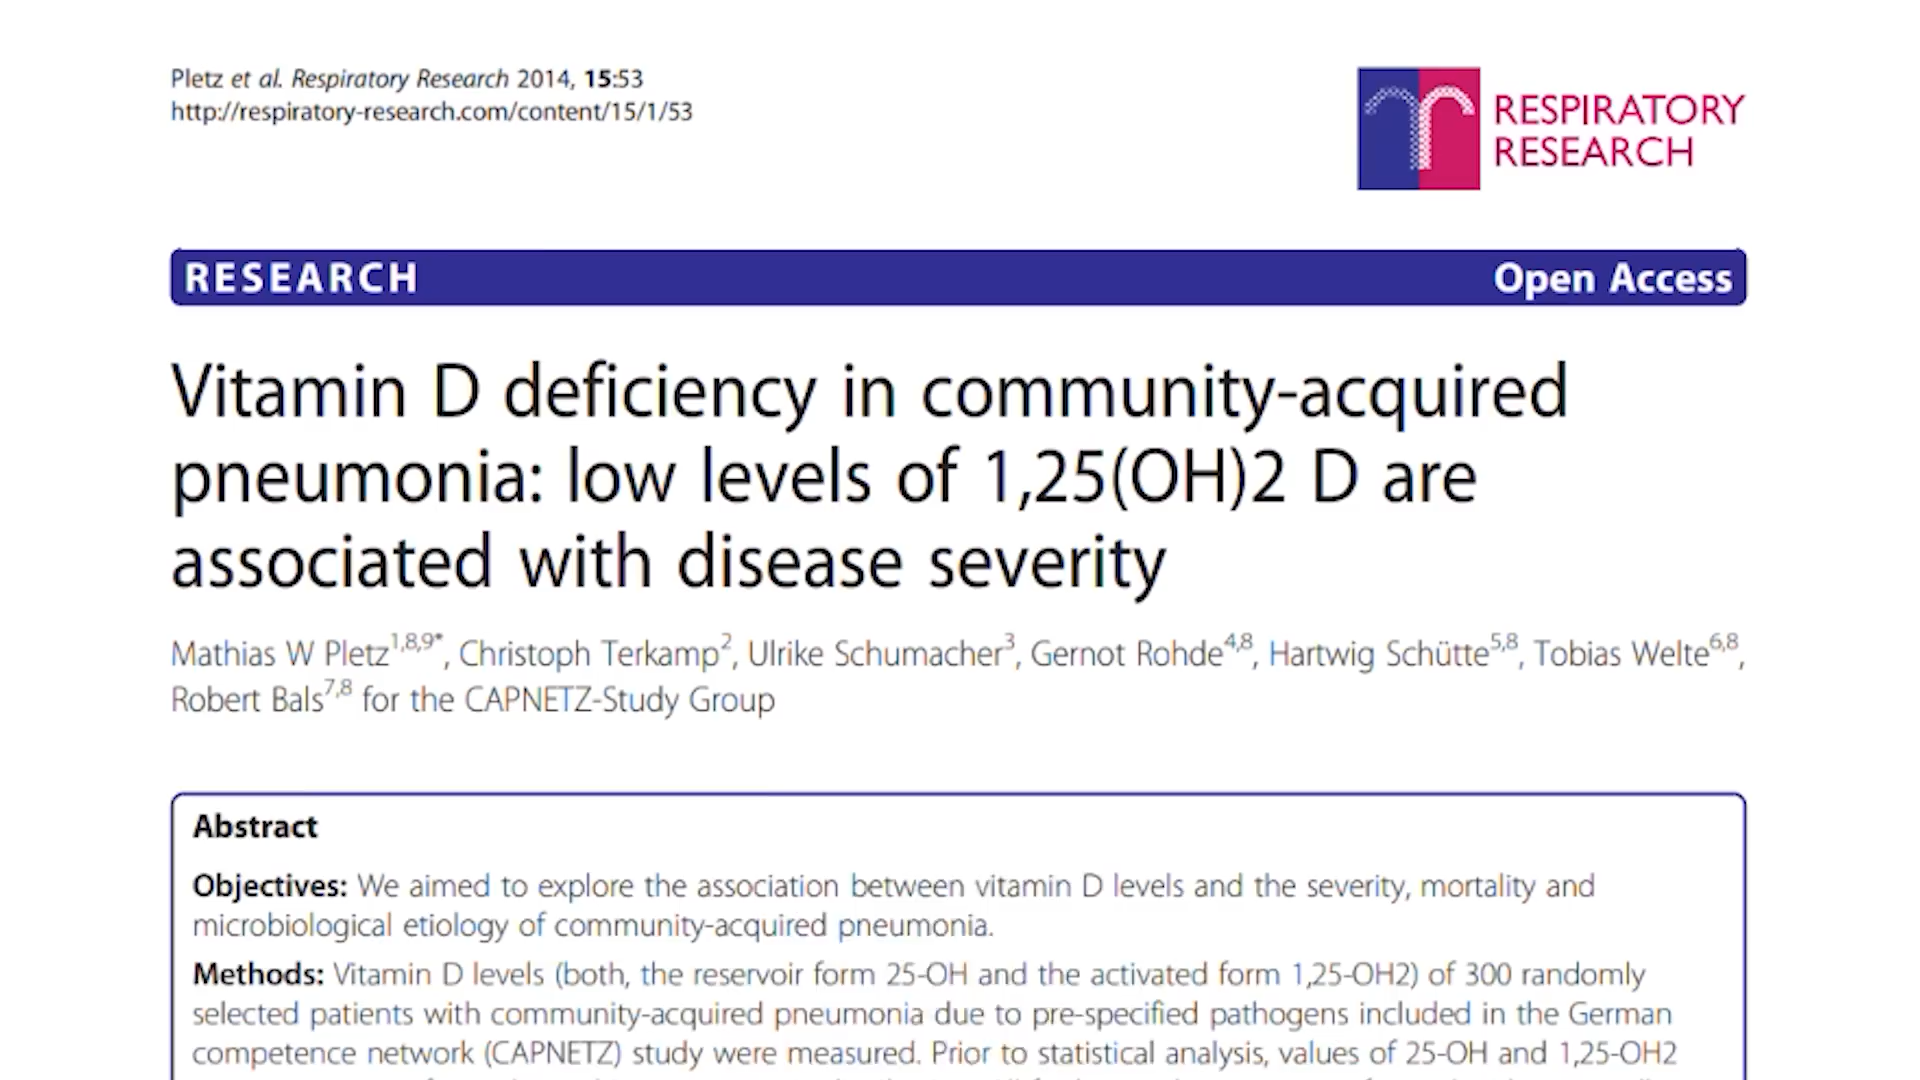 Pletz et al. Respiratory Research 2014, 15:53
http://respiratory-research.com/content/15/1/53
RESPIRATORY
RESEARCH
RESEARCH Open Access
Vitamin D deficiency in community-acquired
pneumonia: low levels of 1,25(OH)2 D are
associated with disease severity
Mathias W Pletz1,8,9*, Christoph Terkamp2, Ulrike Schumacher3, Gernot Rohde4,8, Hartwig Schütte5,8, Tobias Welte6,8,
Robert Bals7,8 for the CAPNETZ-Study Group
Abstract
Objectives: We aimed to explore the association between vitamin D levels and the severity, mortality and
microbiological etiology of community-acquired pneumonia.
Methods: Vitamin D levels (both, the reservoir form 25-OH and the activated form 1,25-OH2) of 300 randomly
selected patients with community-acquired pneumonia due to pre-specified pathogens included in the German
competence network (CAPNETZ) study were measured. Prior to statistical analysis, values of 25-OH and 1,25-OH2